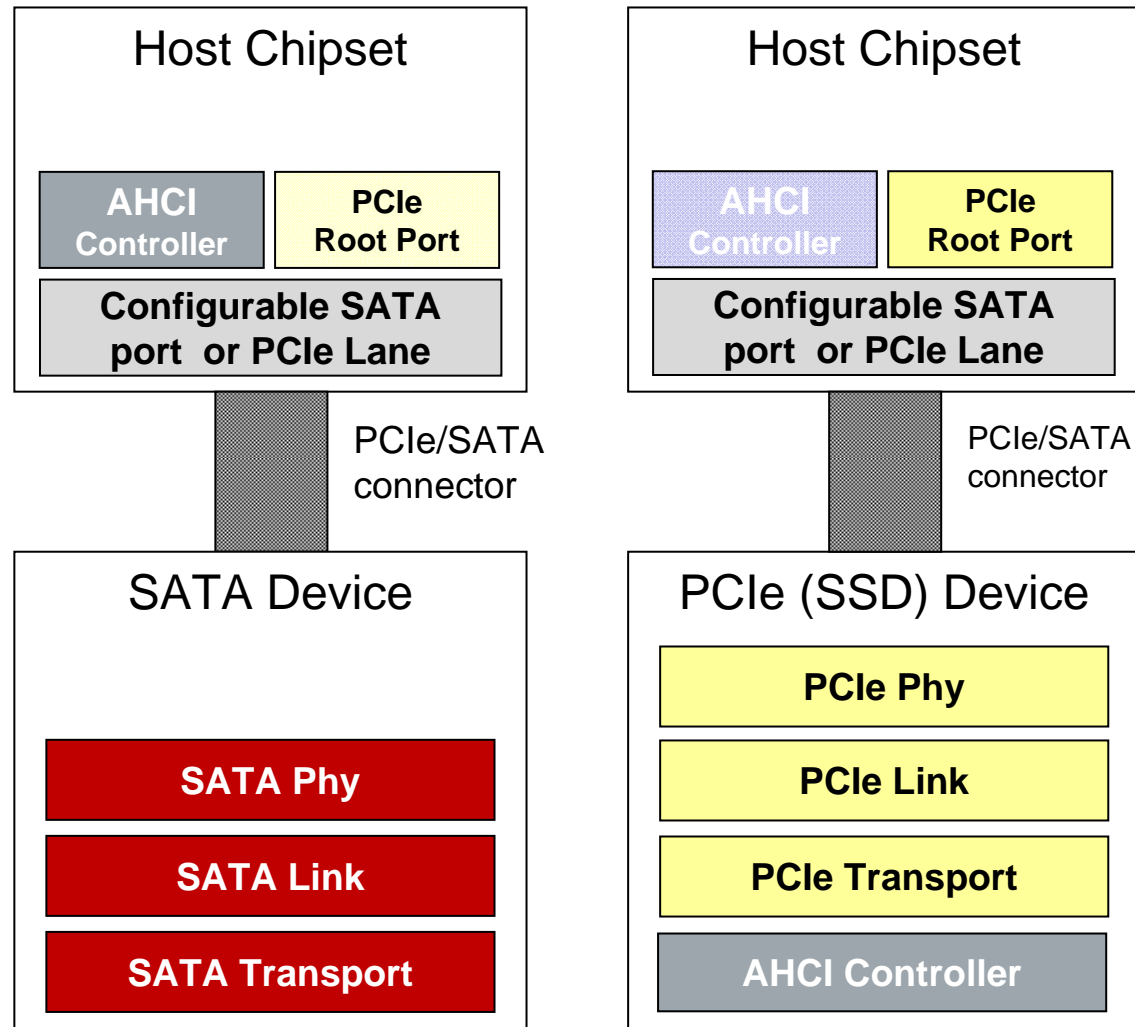 Host Chipset
AHCI
Controller
PCIe
Root Port
Configurable SATA
port or PCIe Lane
PCIe/SATA
connector
SATA Device
SATA Phy
SATA Link
SATA Transport
Host Chipset
AHCI
Controller
PCIe
Root Port
Configurable SATA
port or PCIe Lane
PCIe/SATA
connector
PCIe (SSD) Device
PCIe Phy
PCIe Link
PCIe Transport
AHCI Controller